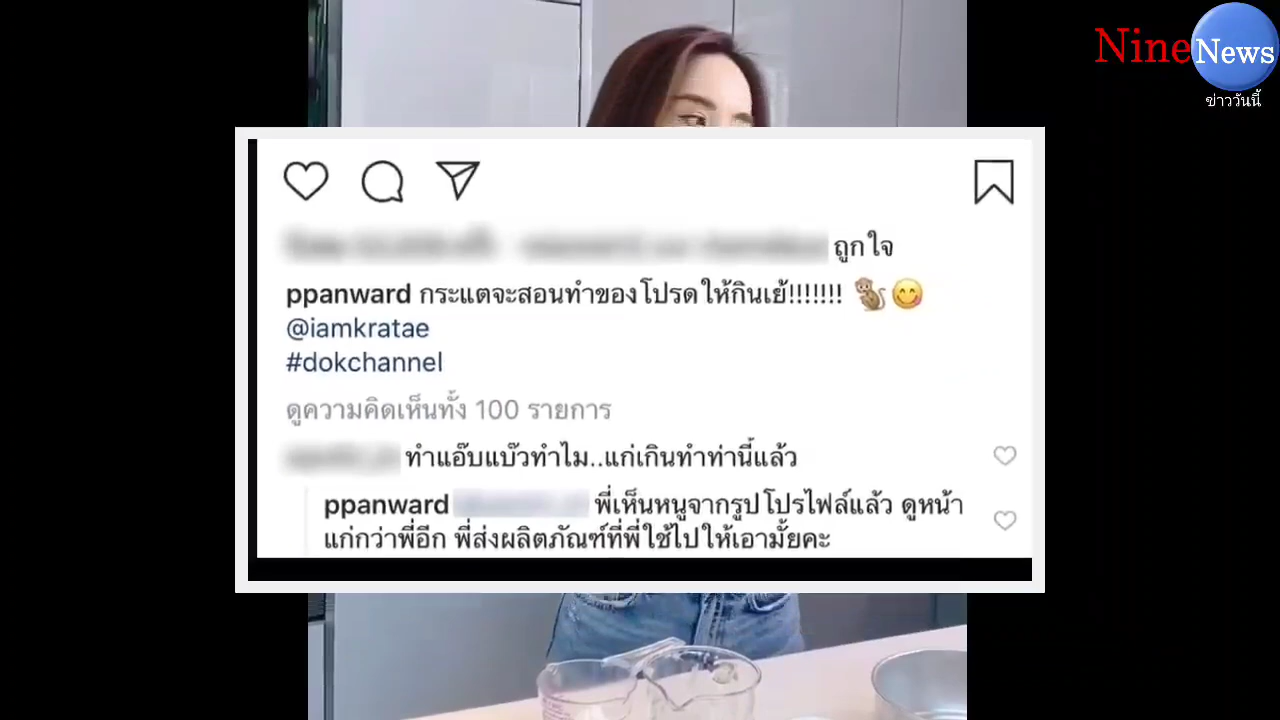 Nine News
ข่าววันนี้
ถูกใจ
ppanward กระแตจะสอนทำของโปรดให้กินเย้!!!!!!! 🐒😋
@iamkratae
#dokchannel
ดูความคิดเห็นทั้ง 100 รายการ
ทำแอ๊บแบ๊วทำไม..แก่เกินทำท่านี้แล้ว
ppanward พี่เห็นหนูจากรูปโปรไฟล์แล้ว ดูหน้า
แก่กว่าพี่อีก พี่ส่งผลิตภัณฑ์ที่พี่ใช้ไปให้เอามั้ยคะ